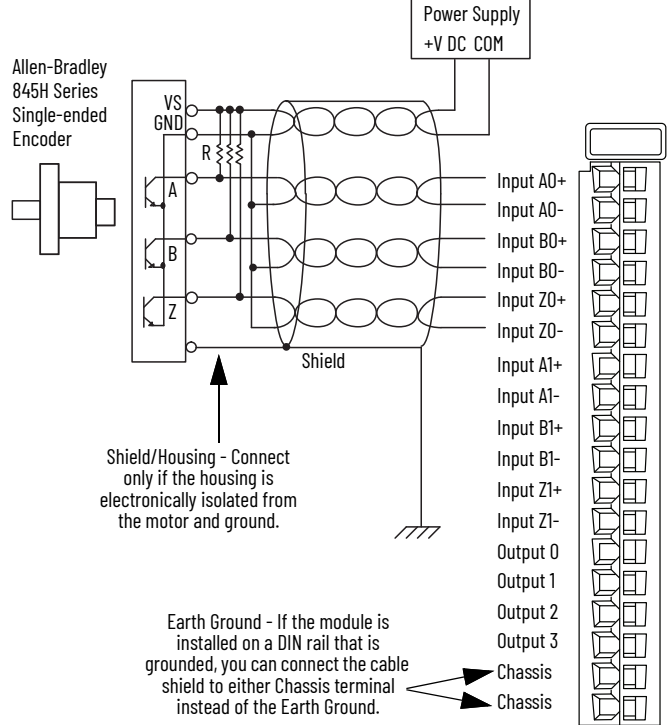 Power Supply
+V DC COM
Allen-Bradley
845H Series
Single-ended
Encoder
VS
GND
R
A
B
Z
Shield
Input A0+
Input A0-
Input B0+
Input B0-
Input Z0+
Input Z0-
Input A1+
Input A1-
Input B1+
Input B1-
Input Z1+
Input Z1-
Output 0
Output 1
Output 2
Output 3
Chassis
Chassis
Shield/Housing - Connect
only if the housing is
electronically isolated from
the motor and ground.
Earth Ground - If the module is
installed on a DIN rail that is
grounded, you can connect the cable
shield to either Chassis terminal
instead of the Earth Ground.